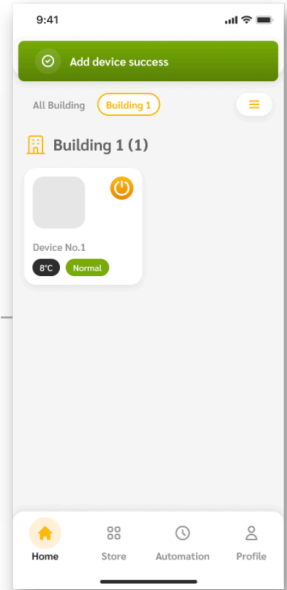 9:41
Add device success
All Building
Building 1
Building 1 (1)
Device No.1
8°C
Normal
Home
Store
Automation
Profile